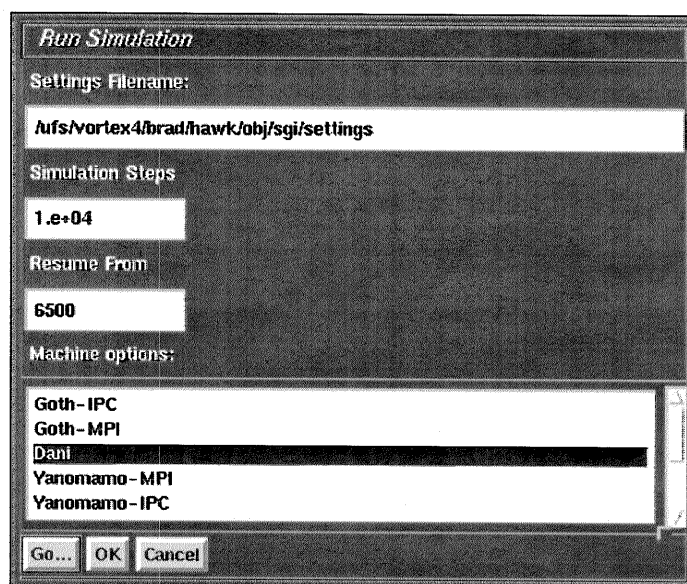 Run Simulation
Settings Filename:
/ufs/vortex4/brad/hawk/obj/sgi/settings
Simulation Steps
1.e+04
Resume From
6500
Machine options:
Goth-IPC
Goth-MPI
Dani
Yanomamo-MPI
Yanomamo-IPC
Go... OK Cancel